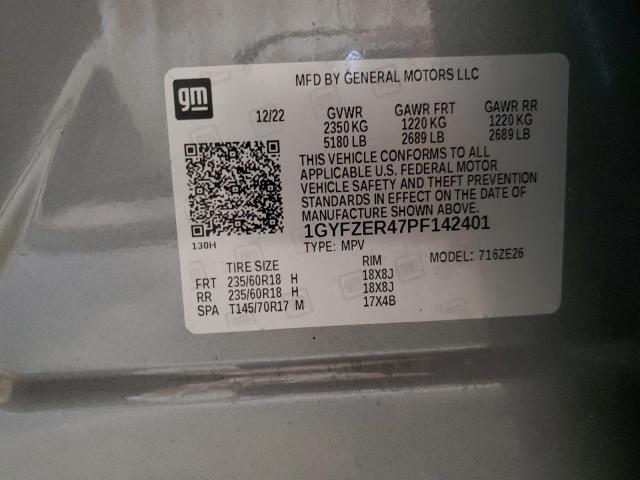 gm
MFD BY GENERAL MOTORS LLC
12/22 GVWR GAWR FRT GAWR RR
2350 KG 1220 KG 1220 KG
5180 LB 2689 LB 2689 LB
THIS VEHICLE CONFORMS TO ALL
APPLICABLE U.S. FEDERAL MOTOR
VEHICLE SAFETY AND THEFT PREVENTION
STANDARDS IN EFFECT ON THE DATE OF
MANUFACTURE SHOWN ABOVE.
1GYFZER47PF142401
130H
TYPE: MPV MODEL: 716ZE26
TIRE SIZE RIM
FRT 235/60R18 H 18X8J
RR 235/60R18 H 18X8J
SPA T145/70R17 M 17X4B